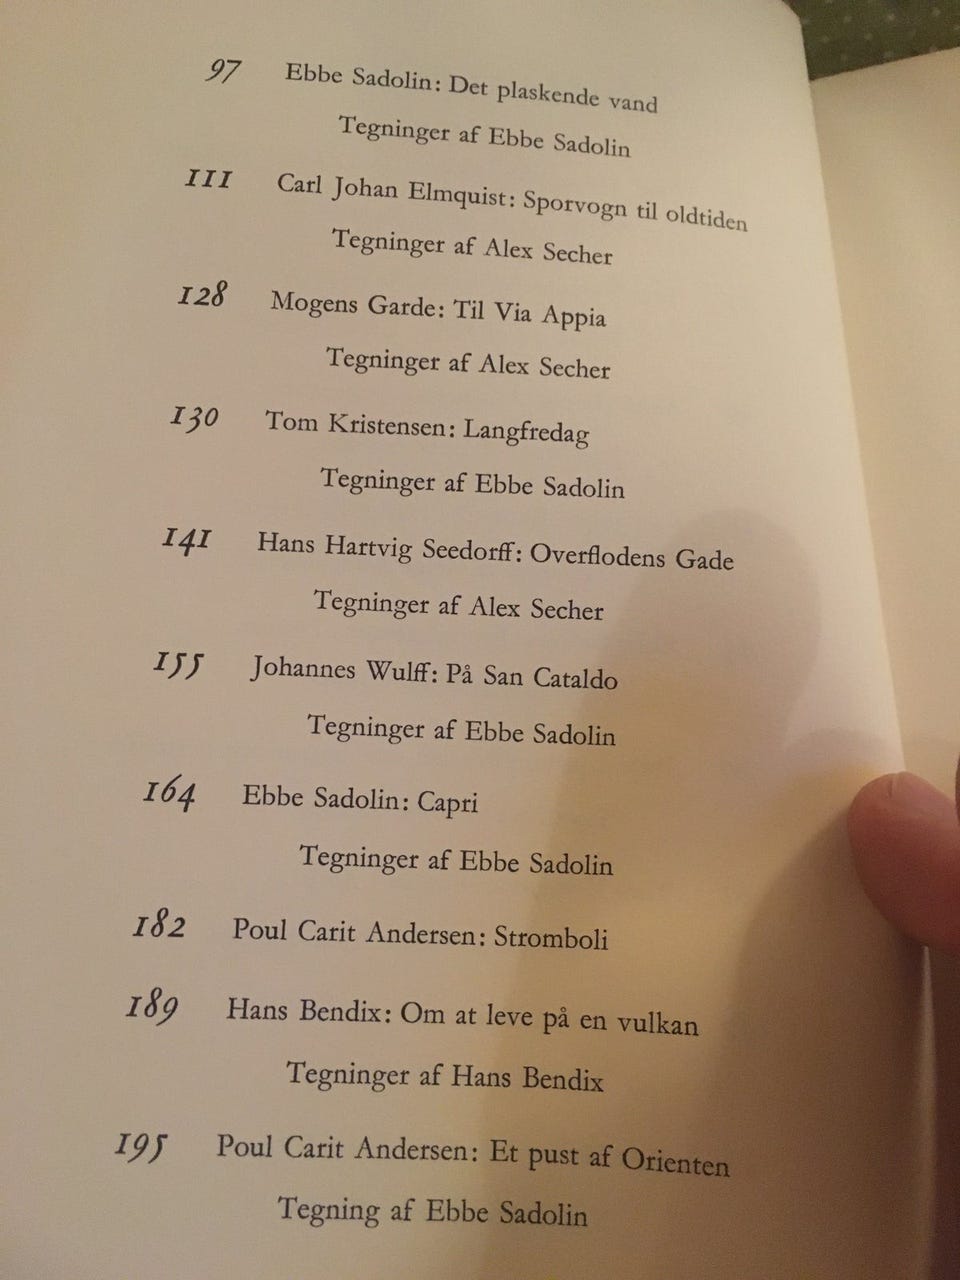 97 Ebbe Sadolin: Det plaskende vand
Tegninger af Ebbe Sadolin
111 Carl Johan Elmquist: Sporvogn til oldtiden
Tegninger af Alex Secher
128 Mogens Garde: Til Via Appia
Tegninger af Alex Secher
130 Tom Kristensen: Langfredag
Tegninger af Ebbe Sadolin
141 Hans Hartvig Seedorff: Overflodens Gade
Tegninger af Alex Secher
155 Johannes Wulff: På San Cataldo
Tegninger af Ebbe Sadolin
164 Ebbe Sadolin: Capri
Tegninger af Ebbe Sadolin
182 Poul Carit Andersen: Stromboli
189 Hans Bendix: Om at leve på en vulkan
Tegninger af Hans Bendix
195 Poul Carit Andersen: Et pust af Orienten
Tegning af Ebbe Sadolin